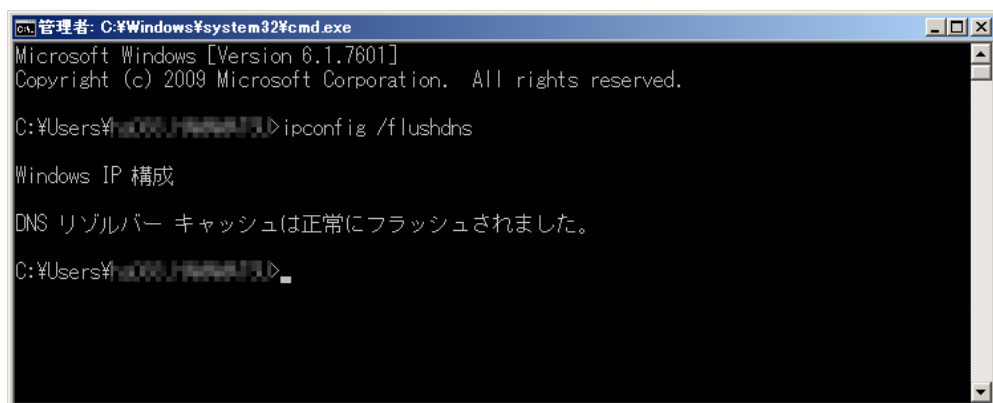 管理者: C:¥Windows¥system32¥cmd.exe
Microsoft Windows [Version 6.1.7601]
Copyright (c) 2009 Microsoft Corporation.  All rights reserved.
C:¥Users¥>ipconfig /flushdns
Windows IP 構成
DNS リゾルバー キャッシュは正常にフラッシュされました。
C:¥Users¥>